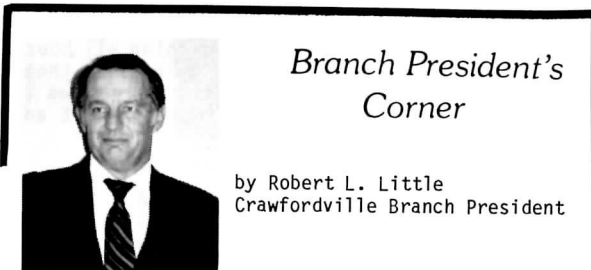 Branch President's
Corner
by Robert L. Little
Crawfordville Branch President